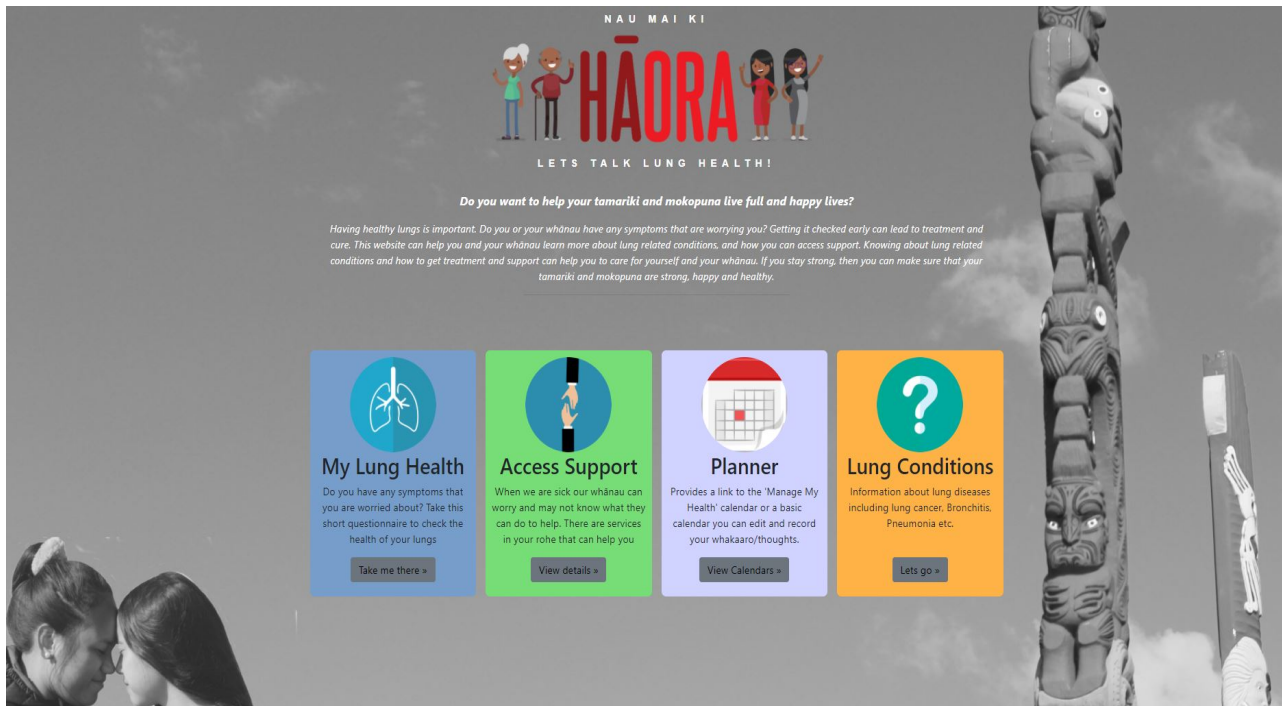 NAU MAI KI
HĀORA
LETS TALK LUNG HEALTH!
Do you want to help your tamariki and mokopuna live full and happy lives?
Having healthy lungs is important. Do you or your whānau have any symptoms that are worrying you? Getting it checked early can lead to treatment and
cure. This website can help you and your whānau learn more about lung related conditions, and how you can access support. Knowing about lung related
conditions and how to get treatment and support can help you to care for yourself and your whānau. If you stay strong, then you can make sure that your
tamariki and mokopuna are strong, happy and healthy.
My Lung Health
Do you have any symptoms that
you are worried about? Take this
short questionnaire to check the
health of your lungs
Take me there »
Access Support
When we are sick our whānau can
worry and may not know what they
can do to help. There are services
in your rohe that can help you
View details »
Planner
Provides a link to the 'Manage My
Health' calendar or a basic
calendar you can edit and record
your whakaaro/thoughts.
View Calendars »
Lung Conditions
Information about lung diseases
including lung cancer, Bronchitis,
Pneumonia etc.
Lets go »